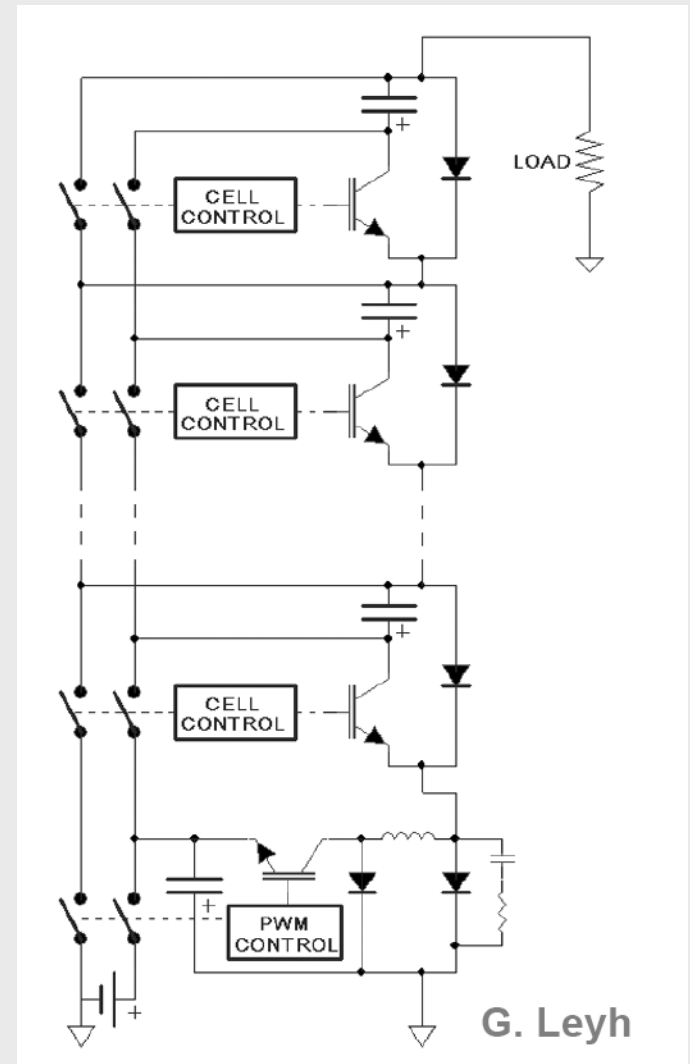 LOAD
CELL
CONTROL
+
CELL
CONTROL
+
CELL
CONTROL
+
PWM
CONTROL
+
+
G. Leyh